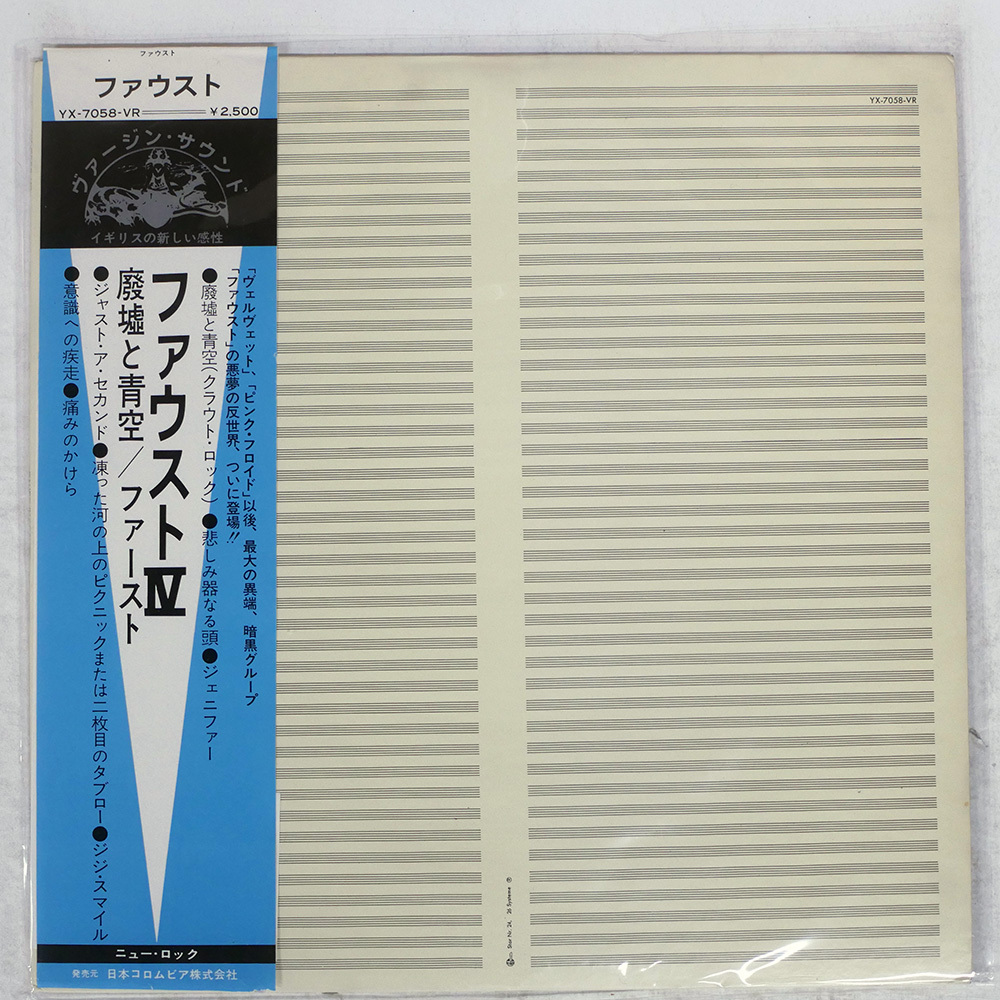 ファウスト
ファウスト
YX-7058-VR ¥2,500
ヴァージン・サウンド
イギリスの新しい感性
「ヴェルヴェット」、「ピンク・フロイド」以後、最大の異端、暗黒グループ
「ファウスト」の悪夢の反世界、ついに登場!!
●廃墟と青空(クラウト・ロック)●悲しみ器なる頭●ジェニファー
ファウストIV
廃墟と青空/ファースト
●ジャスト・ア・セカンド●凍った河の上のピクニックまたは二枚目のタブロー●ジジ・スマイル
●意識への疾走●痛みのかけら
ニュー・ロック
発売元 日本コロムビア株式会社
YX-7058-VR
Star Nr. 24, 36 Systeme